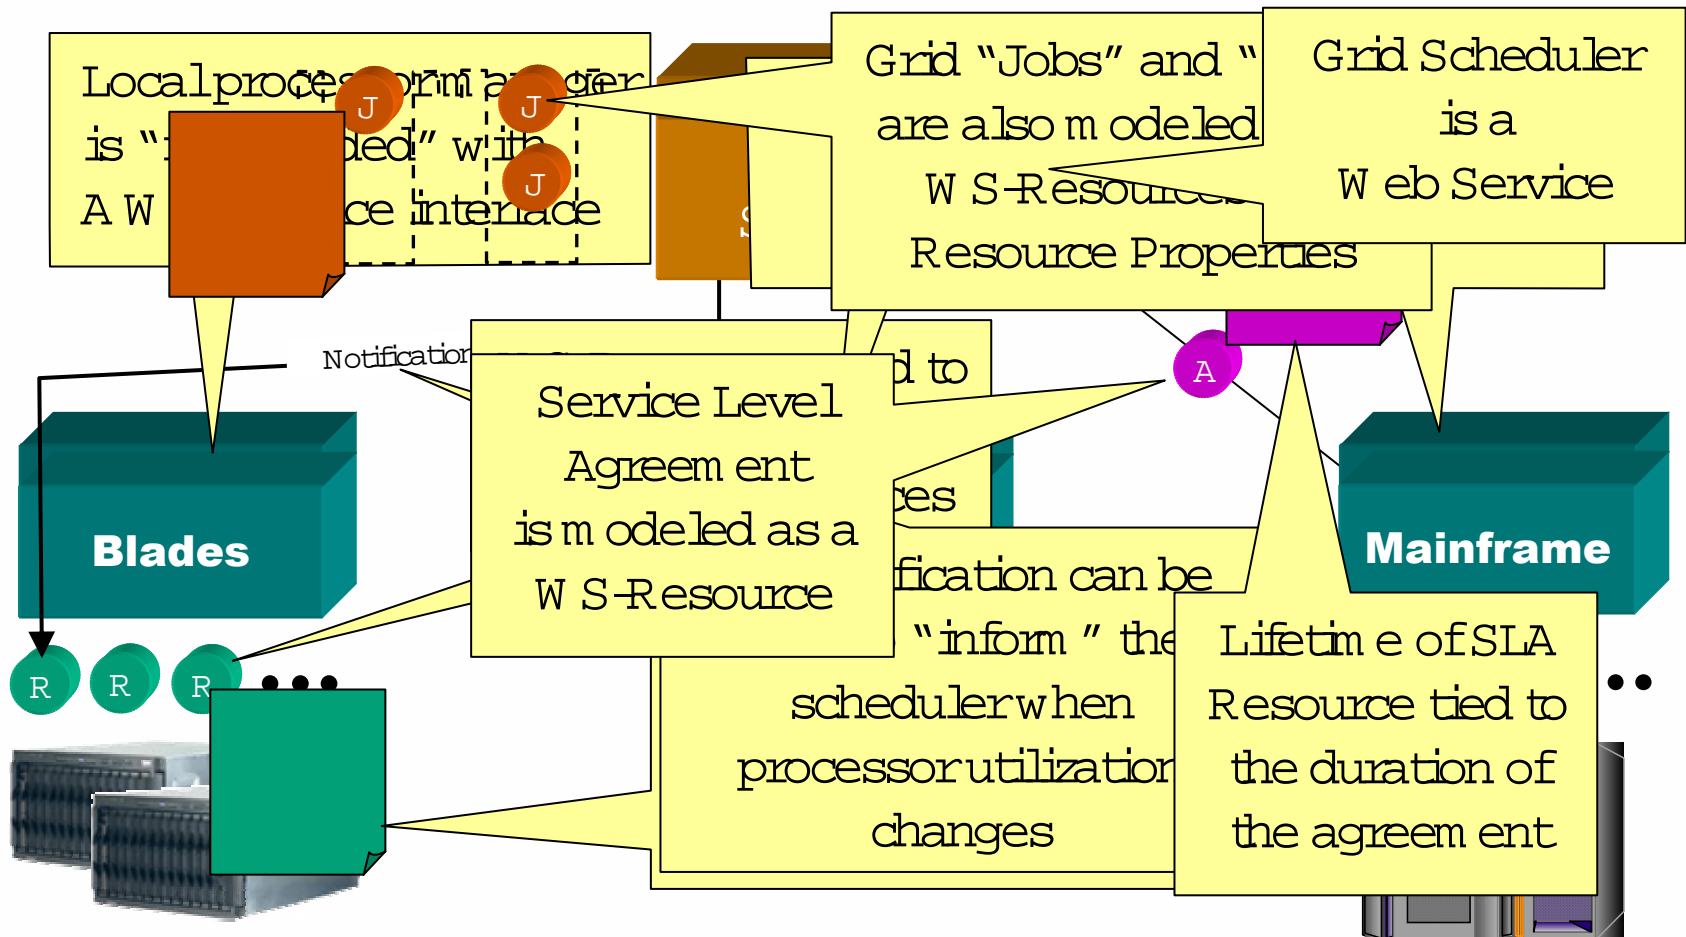 Local processor manager
is ded" with
A W ce interface
J
J
J
Grid "Jobs" and "
are also modeled
WS-Resources
Resource Properties
Grid Scheduler
is a
Web Service
S
Notification
d to
ces
Service Level
Agreement
is modeled as a
WS-Resource
A
Blades
Mainframe
fication can be
"inform" the
scheduler when
processor utilization
changes
Lifetime of SLA
Resource tied to
the duration of
the agreement
R
R
R
...
..